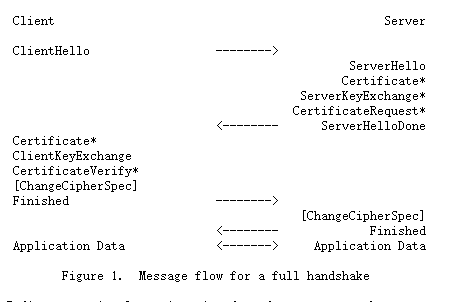 Client Server
ClientHello -------->
ServerHello
Certificate*
ServerKeyExchange*
CertificateRequest*
<-------- ServerHelloDone
Certificate*
ClientKeyExchange
CertificateVerify*
[ChangeCipherSpec]
Finished -------->
[ChangeCipherSpec]
<-------- Finished
Application Data <-------> Application Data
Figure 1. Message flow for a full handshake